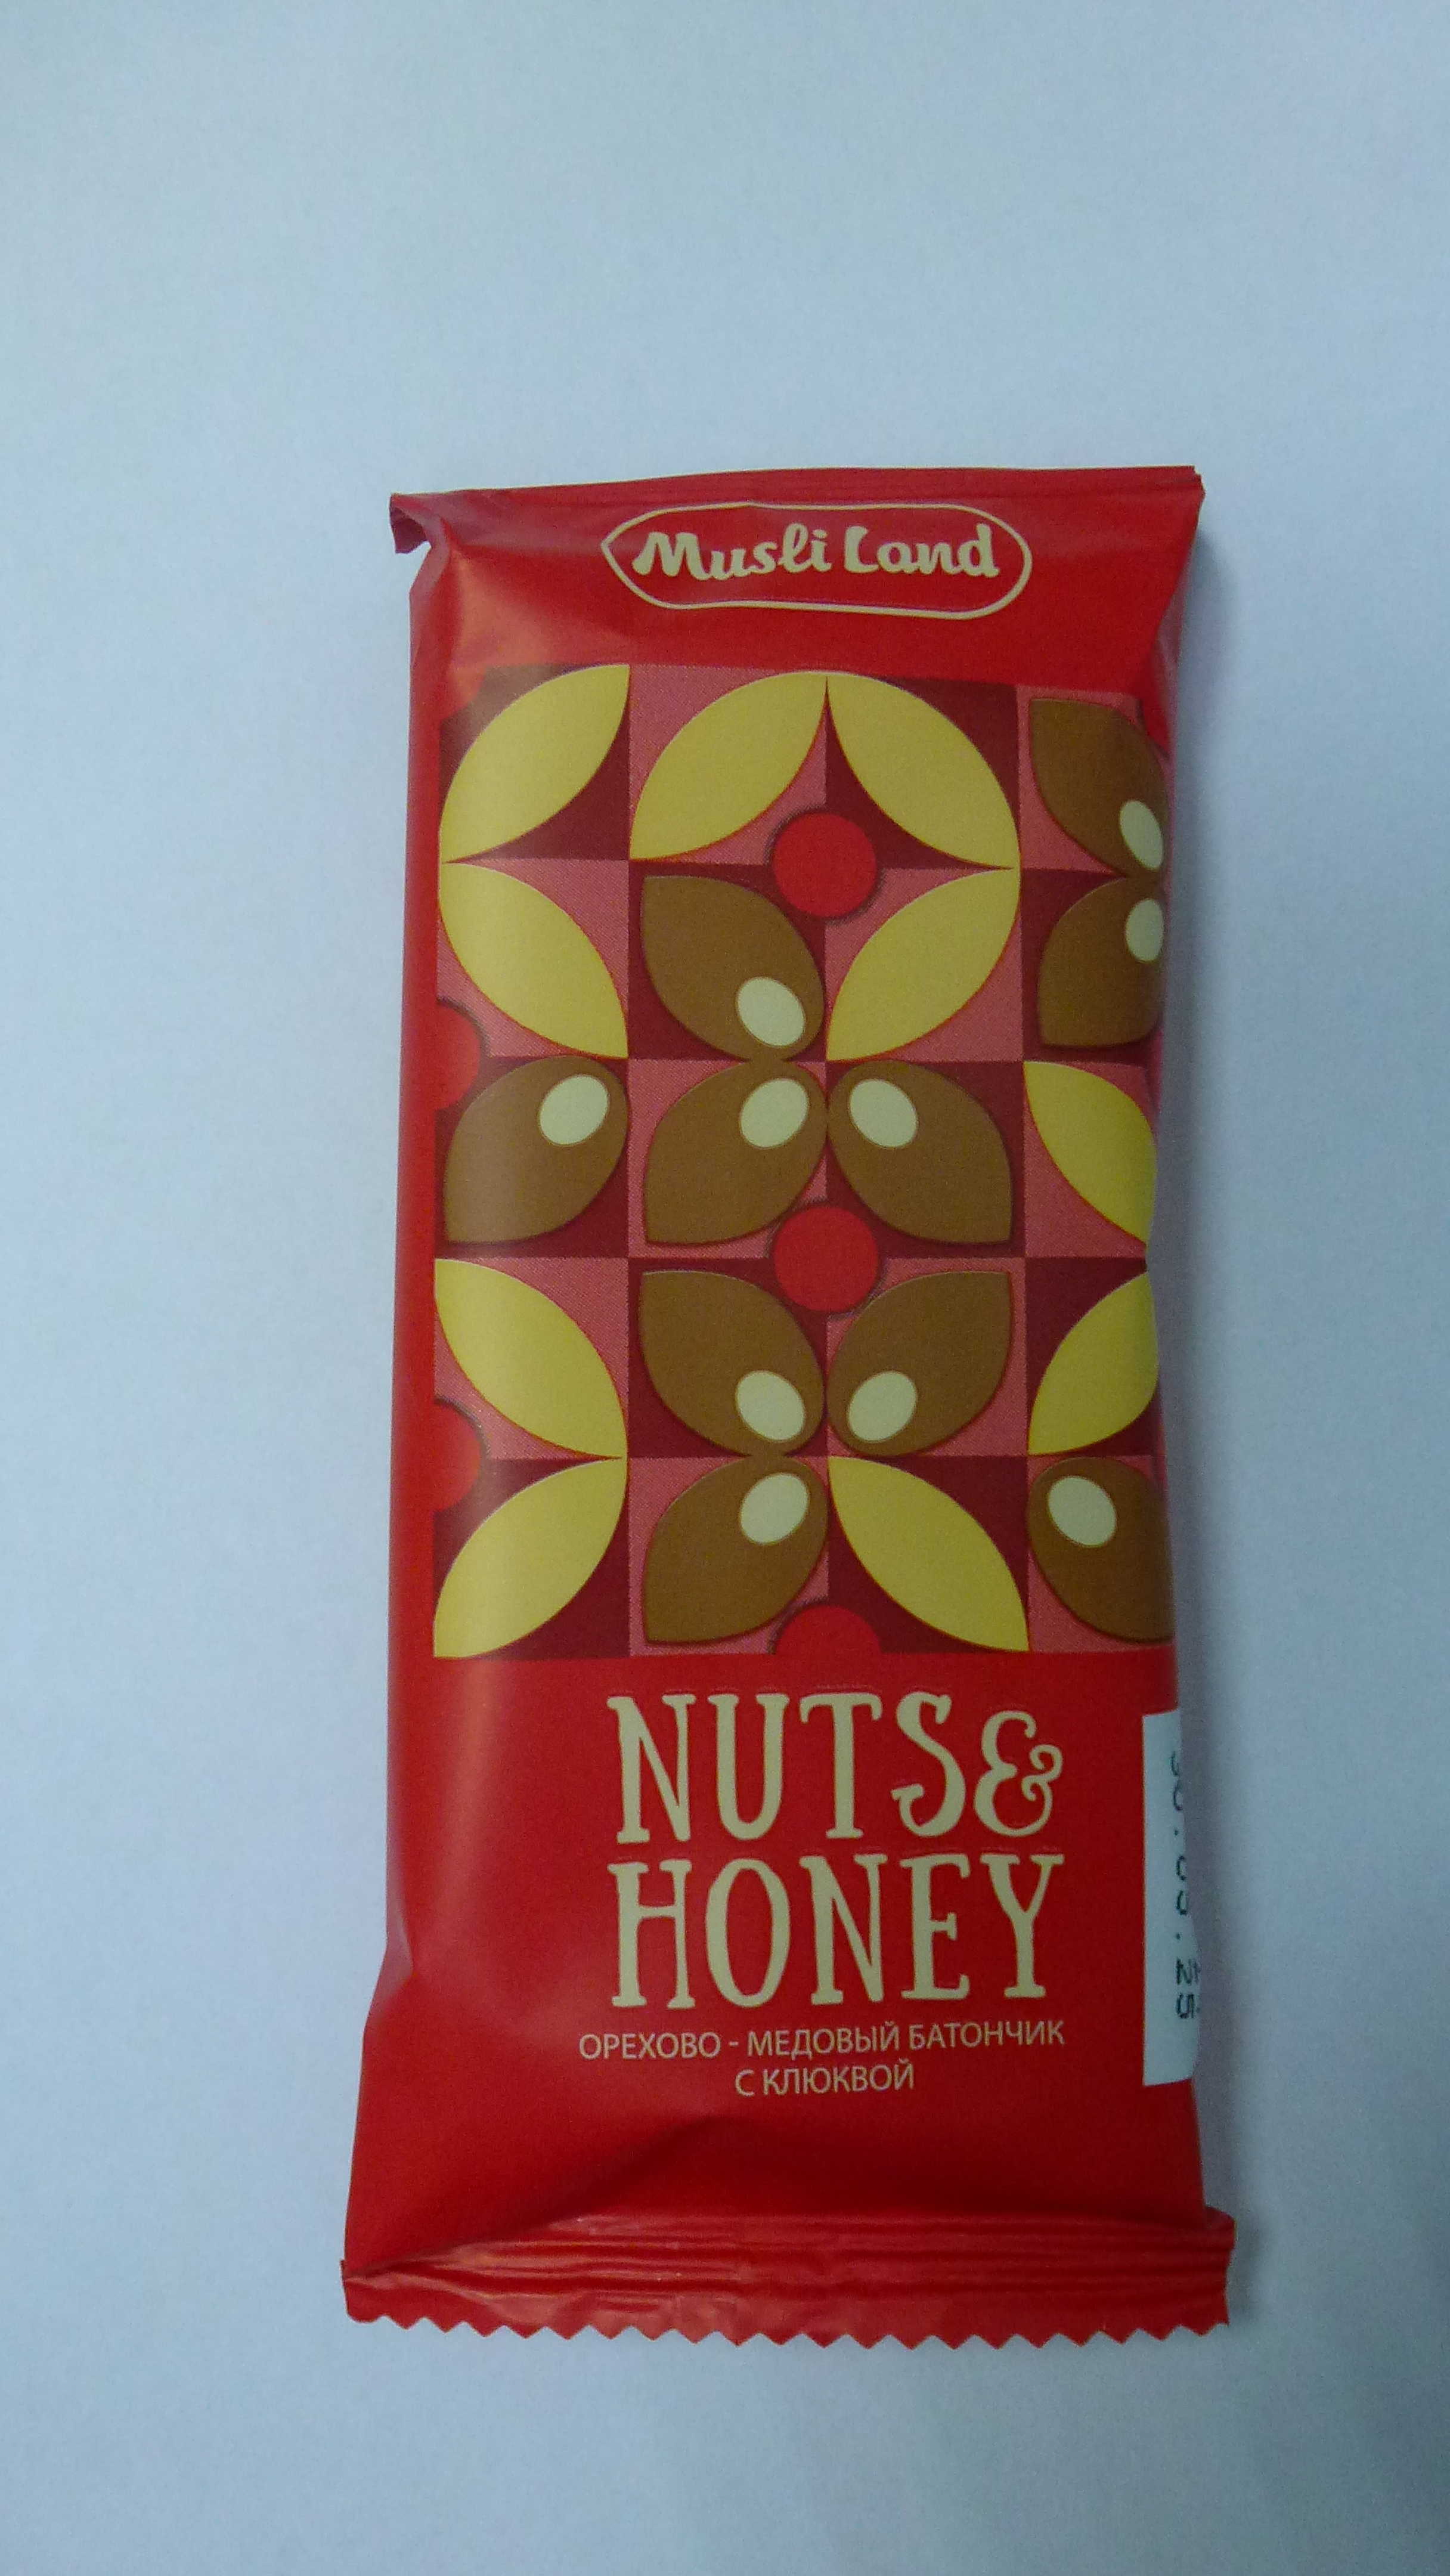 Musli Land
NUTS&
HONEY
ОРЕХОВО - МЕДОВЫЙ БАТОНЧИК
С КЛЮКВОЙ